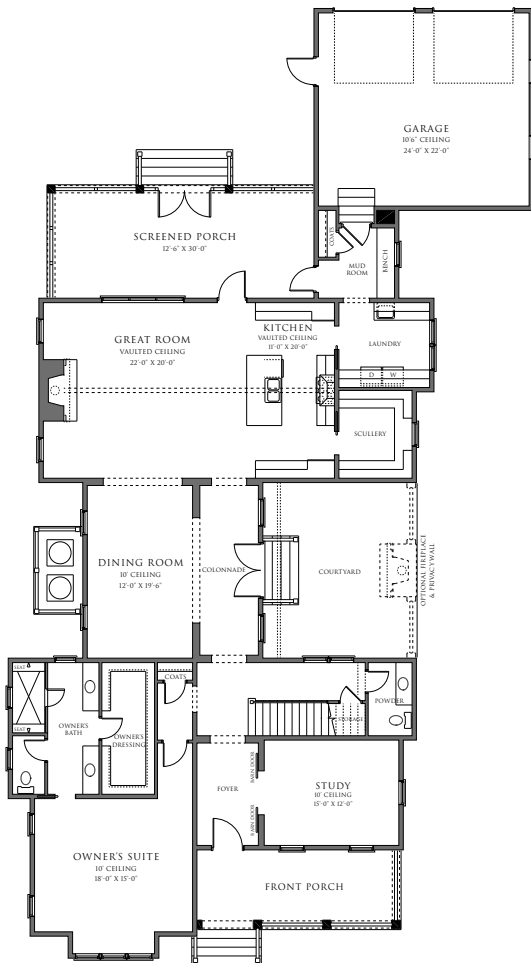 GARAGE
10'6" CEILING
24'-0" X 22'-0"
SCREENED PORCH
12'-6" X 30'-0"
COATS
MUD
ROOM
BENCH
GREAT ROOM
VAULTED CEILING
22'-0" X 20'-0"
KITCHEN
VAULTED CEILING
11'-0" X 20'-0"
LAUNDRY
D W
SCULLERY
DINING ROOM
10' CEILING
12'-0" X 19'-6"
COLONNADE
COURTYARD
OPTIONAL FIREPLACE
& PRIVACY WALL
SEAT
SEAT
OWNER'S
BATH
OWNER'S
DRESSING
COATS
STORAGE
POWDER
FOYER
BARN DOOR
BARN DOOR
STUDY
10' CEILING
15'-0" X 12'-0"
OWNER'S SUITE
10' CEILING
18'-0" X 15'-0"
FRONT PORCH